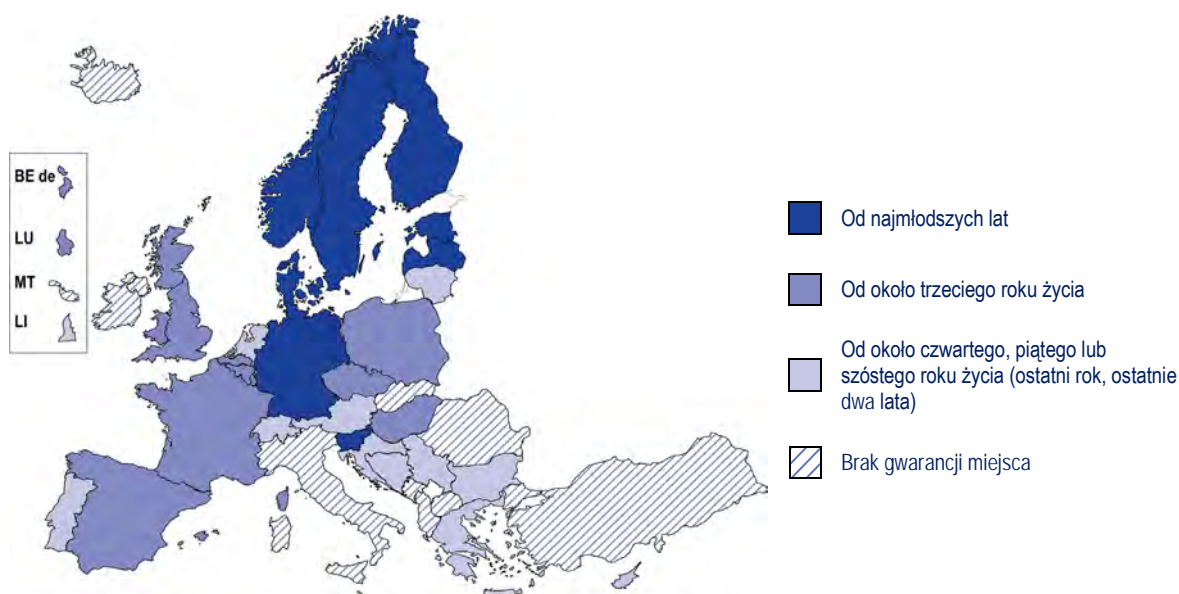 BE de
LU
MT
LI
Od najmłodszych lat
Od około trzeciego roku życia
Od około czwartego, piątego lub
szóstego roku życia (ostatni rok, ostatnie
dwa lata)
Brak gwarancji miejsca